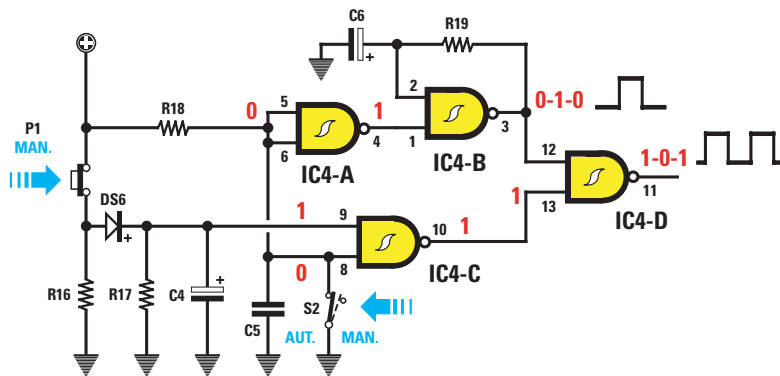 C6
R19
R18
0
5
6
1
4
IC4-A
2
1
3
IC4-B
0-1-0
P1
MAN.
12
13
1-0-1
11
IC4-D
DS6
+
1
9
10
1
1
8
IC4-C
0
R16
R17
C4
+
C5
S2
AUT.
MAN.
+